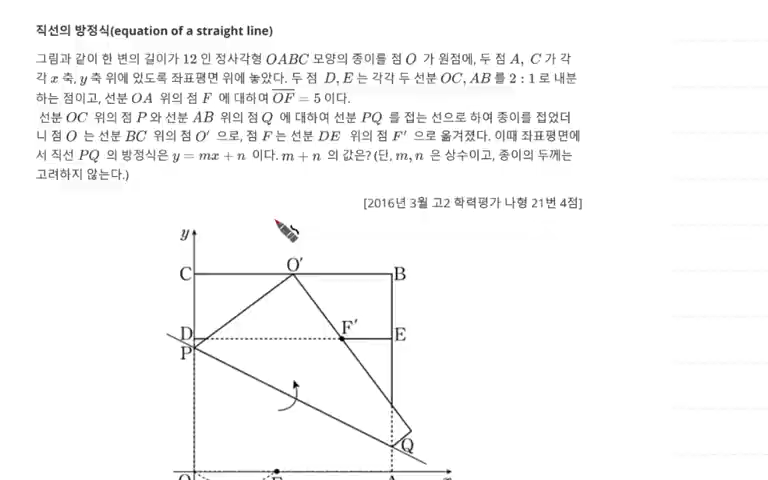 직선의 방정식(equation of a straight line)
그림과 같이 한 변의 길이가 12 인 정사각형 OABC 모양의 종이를 점 O 가 원점에, 두 점 A, C 가 각
각 x 축, y 축 위에 있도록 좌표평면 위에 놓았다. 두 점 D, E 는 각각 두 선분 OC, AB 를 2 : 1 로 내분
하는 점이고, 선분 OA 위의 점 F 에 대하여 OF = 5 이다.
선분 OC 위의 점 P 와 선분 AB 위의 점 Q 에 대하여 선분 PQ 를 접는 선으로 하여 종이를 접었더
니 점 O 는 선분 BC 위의 점 O′ 으로, 점 F 는 선분 DE 위의 점 F′ 으로 옮겨졌다. 이때 좌표평면에
서 직선 PQ 의 방정식은 y = mx + n 이다. m + n 의 값은? (단, m, n 은 상수이고, 종이의 두께는
고려하지 않는다.)
[2016년 3월 고2 학력평가 나형 21번 4점]
y
C
O′
B
D
F′
E
P
Q
A